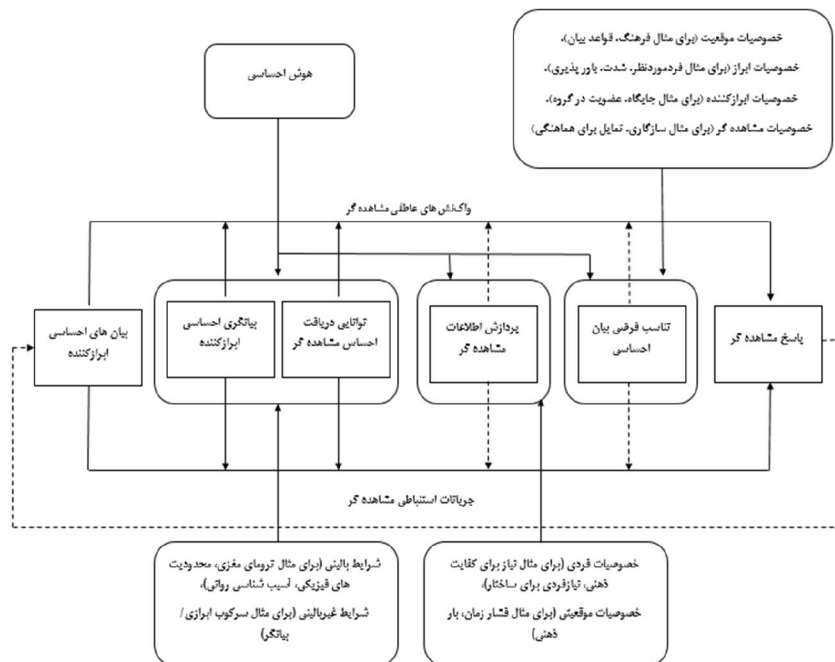 هوش احساسی
خصوصیات موقعیت (برای مثال فرهنگ، قواعد بیان)،
خصوصیات ابراز (برای مثال فردموردنظر، شدت، باور پذیری)،
خصوصیات ابرازکننده (برای مثال جایگاه، عضویت در گروه)،
خصوصیات مشاهده گر (برای مثال سازگاری، تمایل برای هماهنگی)
واکنش های عاطفی مشاهده گر
بیان های احساسی
ابرازکننده
بیانگری احساسی
ابرازکننده
توانایی دریافت
احساس مشاهده گر
پردازش اطلاعات
مشاهده گر
تناسب فرضی بیان
احساسی
پاسخ مشاهده گر
جریانات استنباطی مشاهده گر
شرایط بالینی (برای مثال ترومای مغزی، محدودیت
های فیزیکی، آسیب شناسی روانی)،
شرایط غیربالینی (برای مثال سرکوب ابرازی/
بیانگر)
خصوصیات فردی (برای مثال نیاز برای کفایت
ذهنی، نیازفردی برای ساختار)،
خصوصیات موقعیتی (برای مثال فشار زمان، بار
ذهنی)